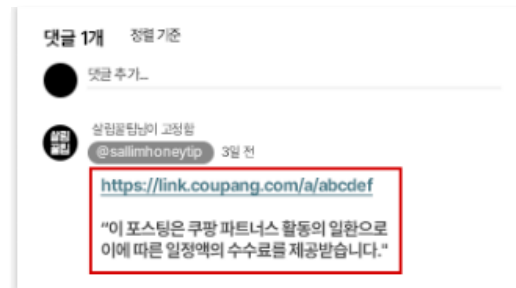 댓글 1개 정렬 기준
댓글 추가...
살림꿀팁님이 고정함
살림
꿀팁
@sallimhoneytip 3일 전
https://link.coupang.com/a/abcdef
"이 포스팅은 쿠팡 파트너스 활동의 일환으로
이에 따른 일정액의 수수료를 제공받습니다."